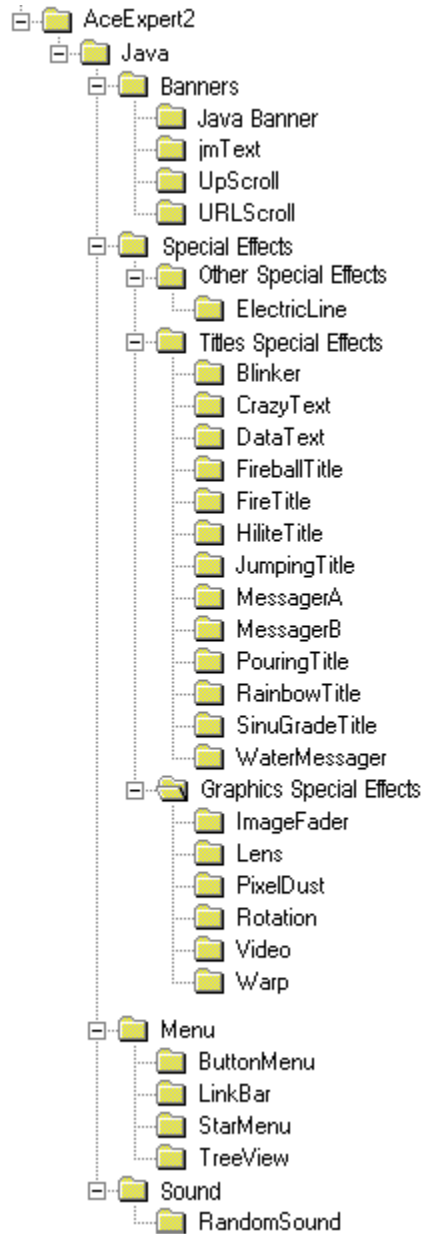 AceExpert2
Java
Banners
Java Banner
jmText
UpScroll
URLScroll
Special Effects
Other Special Effects
ElectricLine
Titles Special Effects
Blinker
CrazyText
DataText
FireballTitle
FireTitle
HiliteTitle
JumpingTitle
MessagerA
MessagerB
PouringTitle
RainbowTitle
SinuGradeTitle
WaterMessager
Graphics Special Effects
ImageFader
Lens
PixelDust
Rotation
Video
Warp
Menu
ButtonMenu
LinkBar
StarMenu
TreeView
Sound
RandomSound